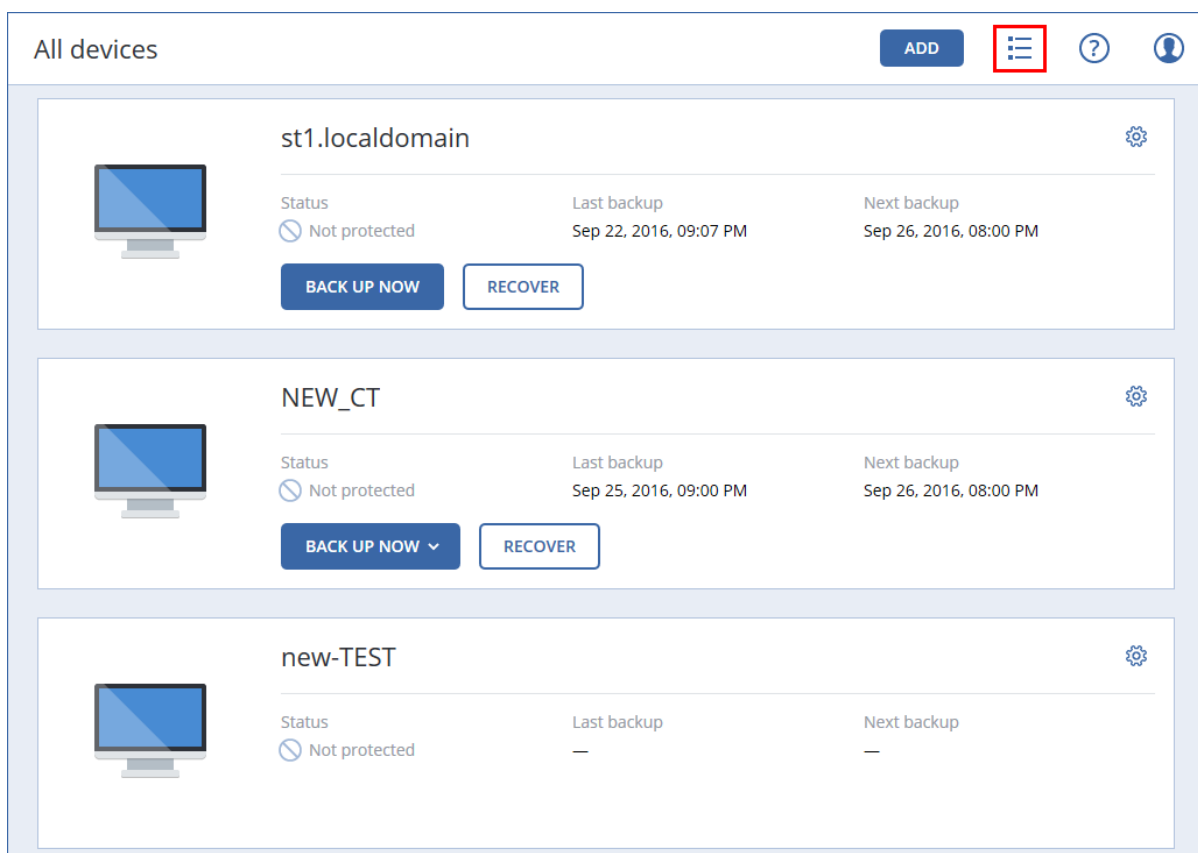 All devices
ADD
?
st1.localdomain
Status
Last backup
Next backup
Not protected
Sep 22, 2016, 09:07 PM
Sep 26, 2016, 08:00 PM
BACK UP NOW
RECOVER
NEW_CT
Status
Last backup
Next backup
Not protected
Sep 25, 2016, 09:00 PM
Sep 26, 2016, 08:00 PM
BACK UP NOW
RECOVER
new-TEST
Status
Last backup
Next backup
Not protected
—
—